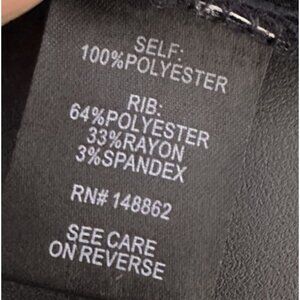 SELF:
100%POLYESTER
RIB:
64%POLYESTER
33%RAYON
3%SPANDEX
RN# 148862
SEE CARE
ON REVERSE